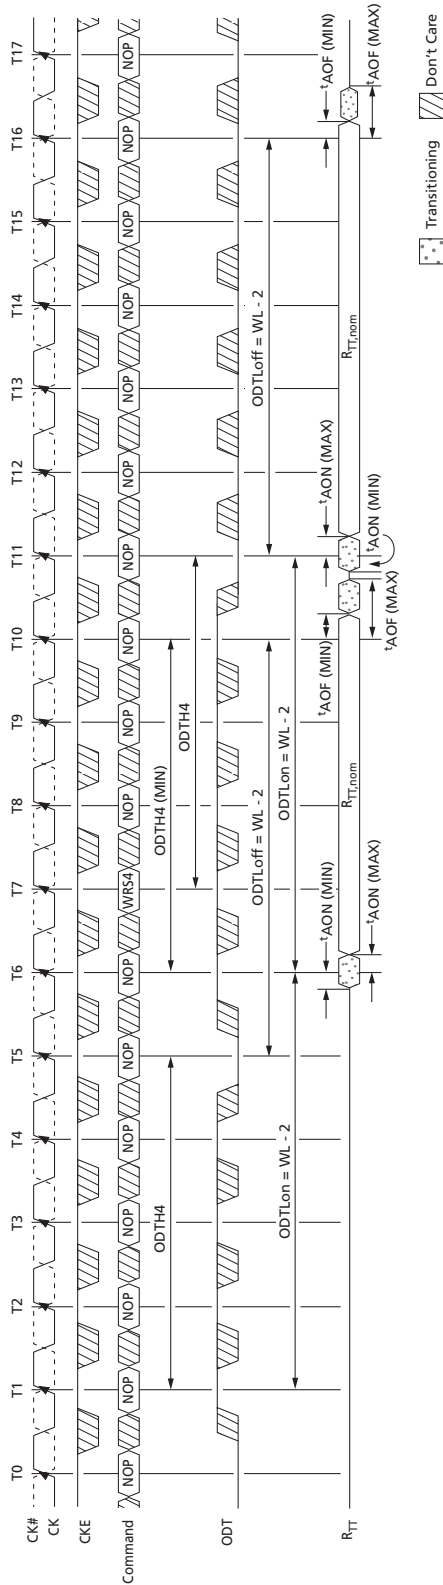 T0 T1 T2 T3 T4 T5 T6 T7 T8 T9 T10 T11 T12 T13 T14 T15 T16 T17
CK#
CK
CKE
Command NOP NOP NOP NOP NOP NOP NOP WRS4 NOP NOP NOP NOP NOP NOP NOP NOP NOP NOP
ODTH4 ODTH4 (MIN)
ODTH4
ODT
ODTLoff = WL - 2 ODTLoff = WL - 2
ODTLon = WL - 2 ODTLon = WL - 2
tAON (MIN) tAOF (MIN) tAON (MAX) tAOF (MIN)
RTT RTT,nom RTT,nom
tAON (MAX) tAOF (MAX) tAON (MIN) tAOF (MAX)
Transitioning Don't Care